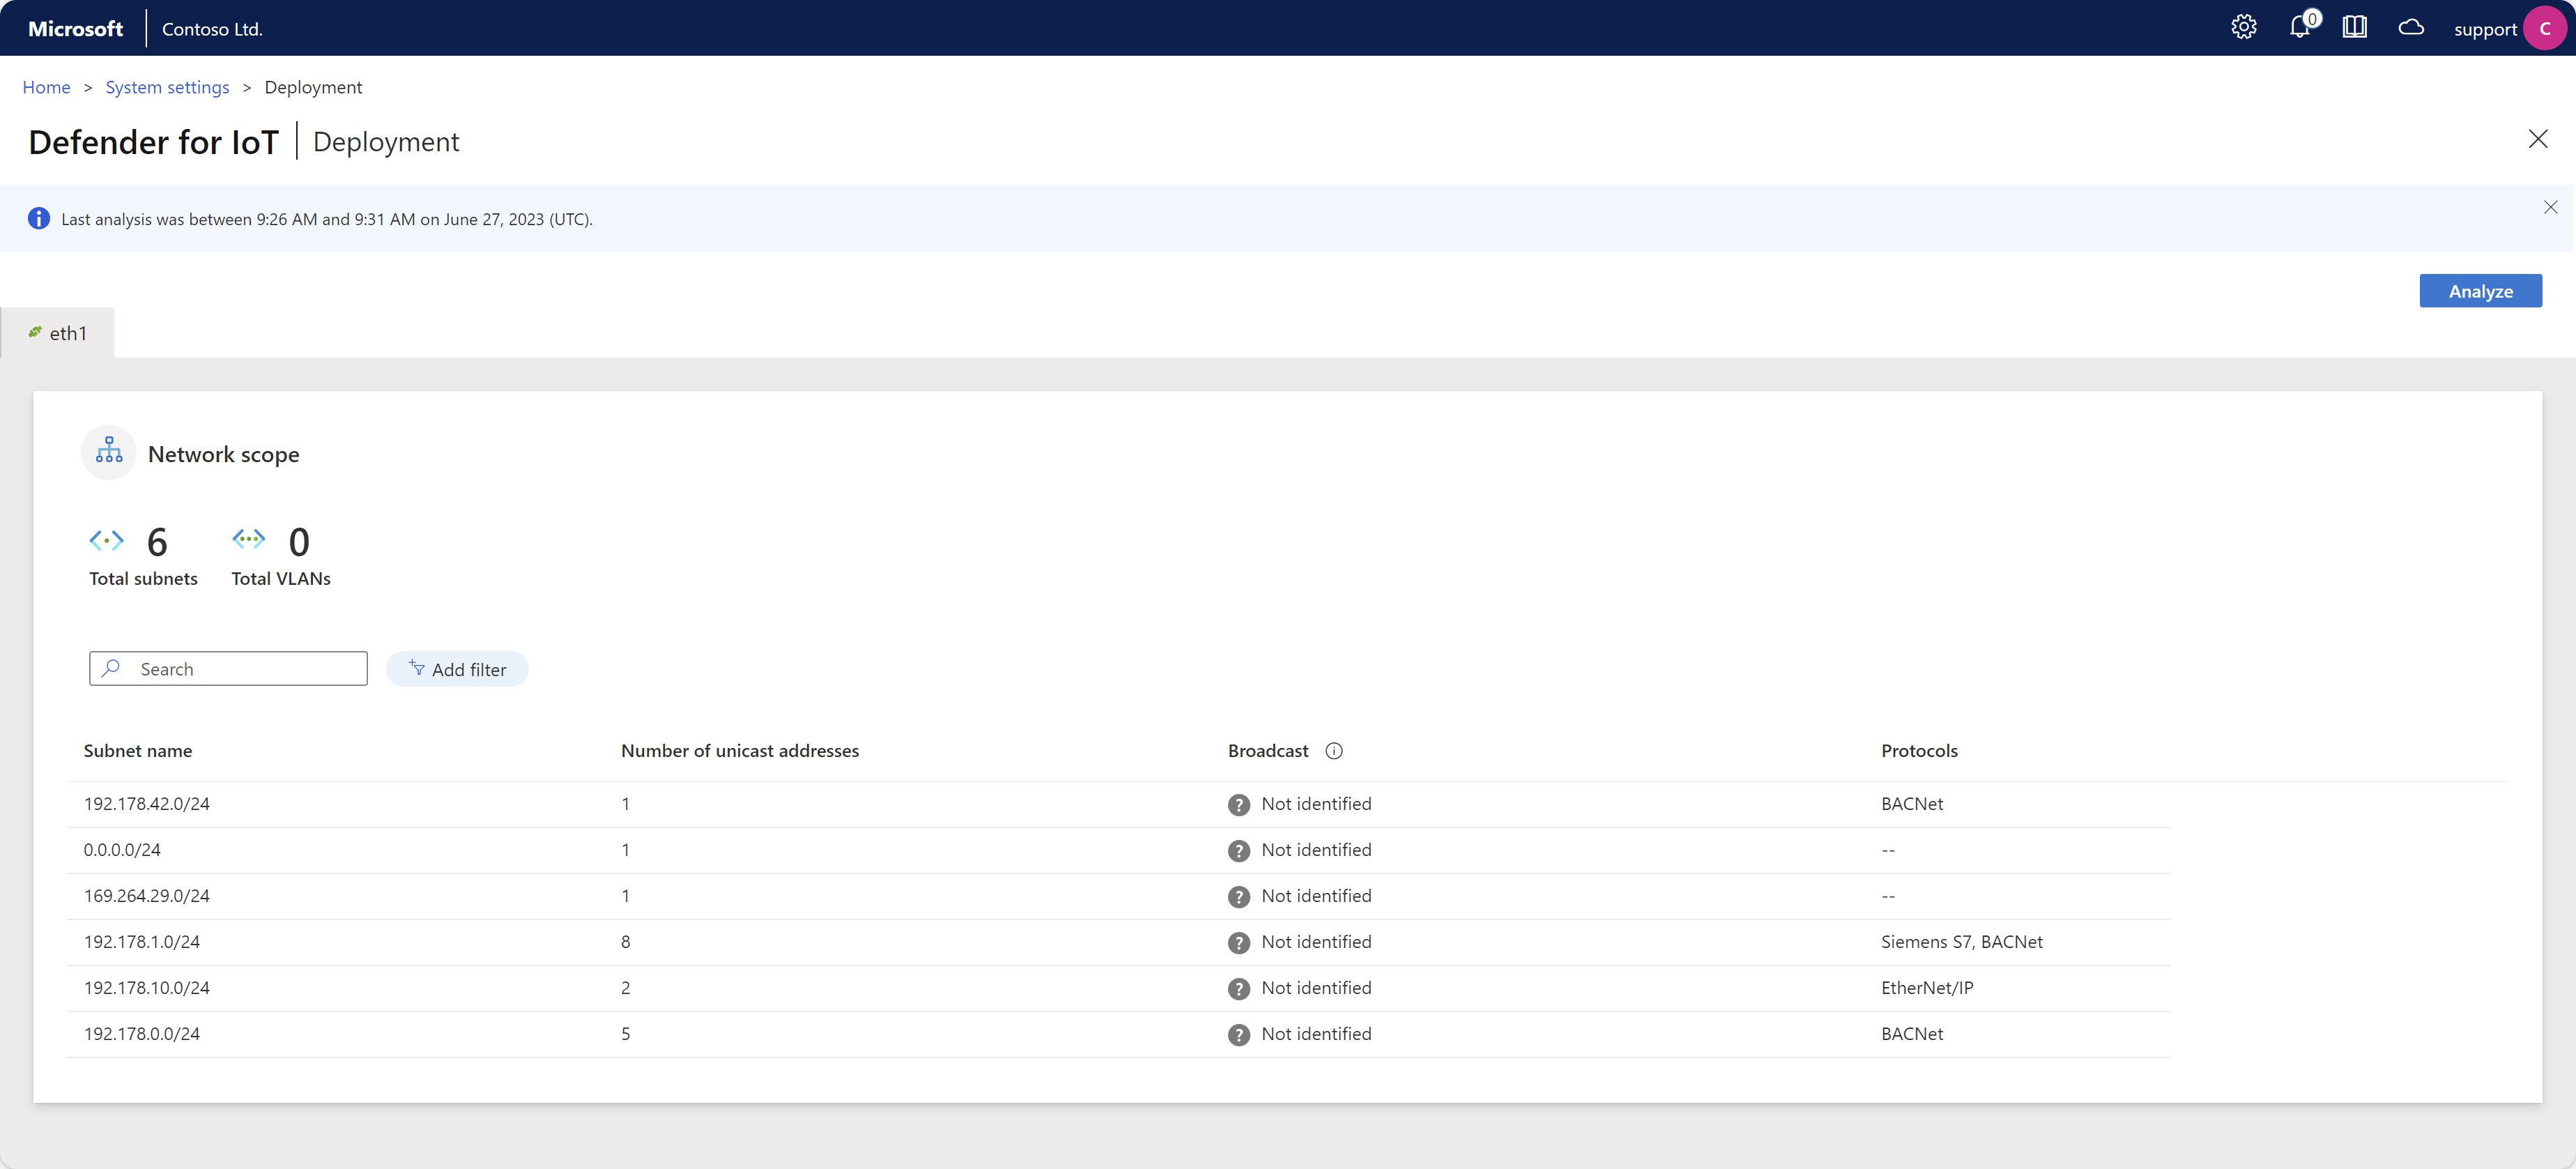 Microsoft Contoso Ltd. 0 support C
Home > System settings > Deployment
Defender for IoT Deployment
Last analysis was between 9:26 AM and 9:31 AM on June 27, 2023 (UTC).
Analyze
eth1
Network scope
6 0
Total subnets Total VLANs
Search Add filter
Subnet name Number of unicast addresses Broadcast Protocols
192.178.42.0/24 1 Not identified BACNet
0.0.0.0/24 1 Not identified --
169.264.29.0/24 1 Not identified --
192.178.1.0/24 8 Not identified Siemens S7, BACNet
192.178.10.0/24 2 Not identified EtherNet/IP
192.178.0.0/24 5 Not identified BACNet